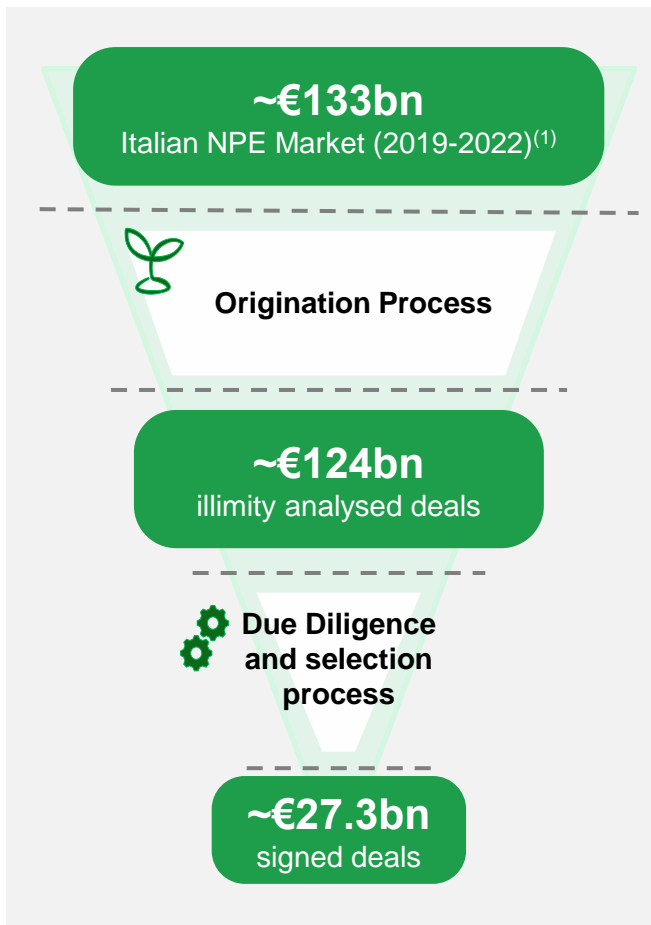 ~€133bn
Italian NPE Market (2019-2022)(1)
Origination Process
~€124bn
illimity analysed deals
Due Diligence
and selection
process
~€27.3bn
signed deals